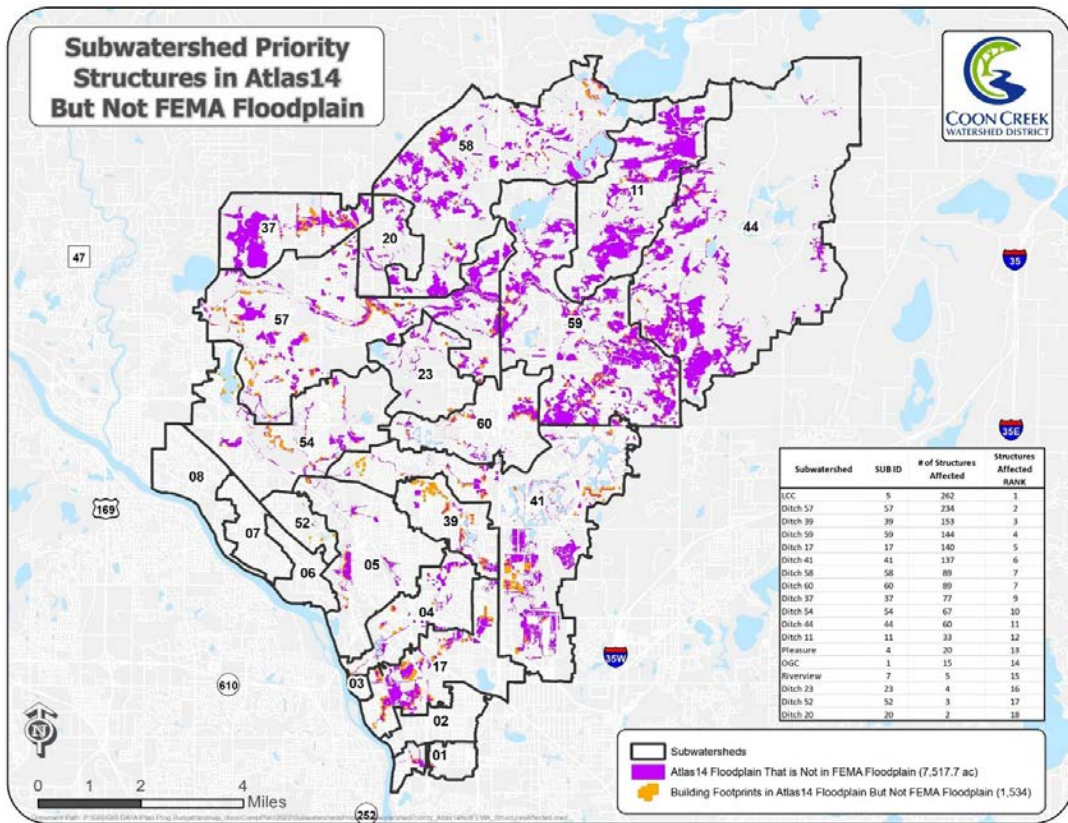 Subwatershed Priority
Structures in Atlas14
But Not FEMA Floodplain
COON CREEK
WATERSHED DISTRICT
58
11
44
37
20
47
35
57
59
23
60
54
35E
08
41
169
52
39
07
05
06
04
35W
17
03
610
02
01
N
252
Subwatershed SUB ID # of Structures Affected Structures Affected RANK
LCC 5 262 1
Ditch 57 57 234 2
Ditch 39 39 153 3
Ditch 59 59 144 4
Ditch 17 17 140 5
Ditch 41 41 137 6
Ditch 58 58 89 7
Ditch 60 60 89 7
Ditch 37 37 77 9
Ditch 54 54 67 10
Ditch 44 44 60 11
Ditch 11 11 33 12
Pleasure 4 20 13
OGC 1 15 14
Riverview 7 5 15
Ditch 23 23 4 16
Ditch 52 52 3 17
Ditch 20 20 2 18
Subwatersheds
Atlas14 Floodplain That is Not in FEMA Floodplain (7,517.7 ac)
Building Footprints in Atlas14 Floodplain But Not FEMA Floodplain (1,534)
0 2 4
Miles